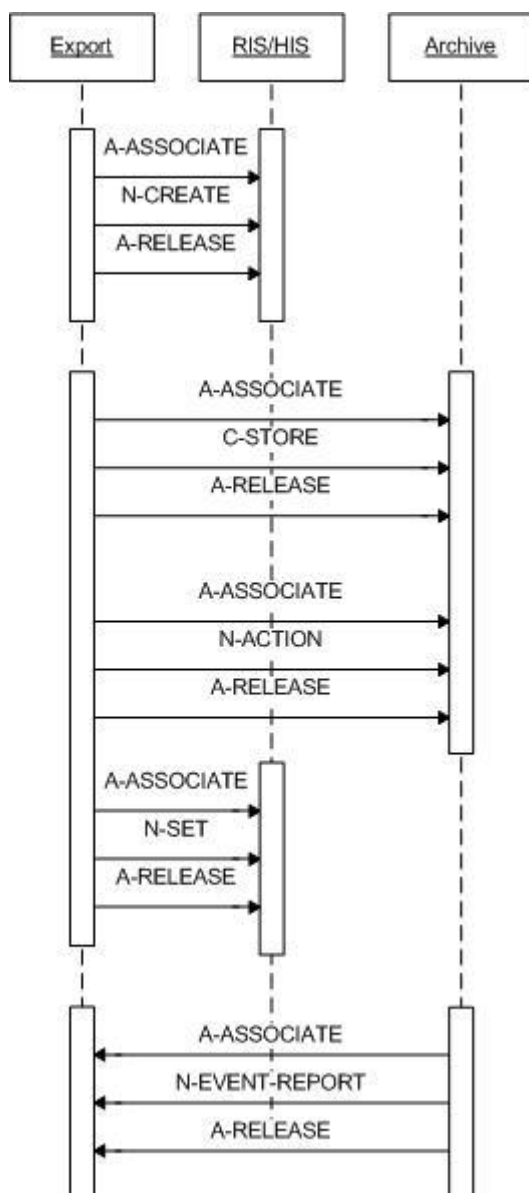 Export
RIS/HIS
Archive
A-ASSOCIATE
N-CREATE
A-RELEASE
A-ASSOCIATE
C-STORE
A-RELEASE
A-ASSOCIATE
N-ACTION
A-RELEASE
A-ASSOCIATE
N-SET
A-RELEASE
A-ASSOCIATE
N-EVENT-REPORT
A-RELEASE